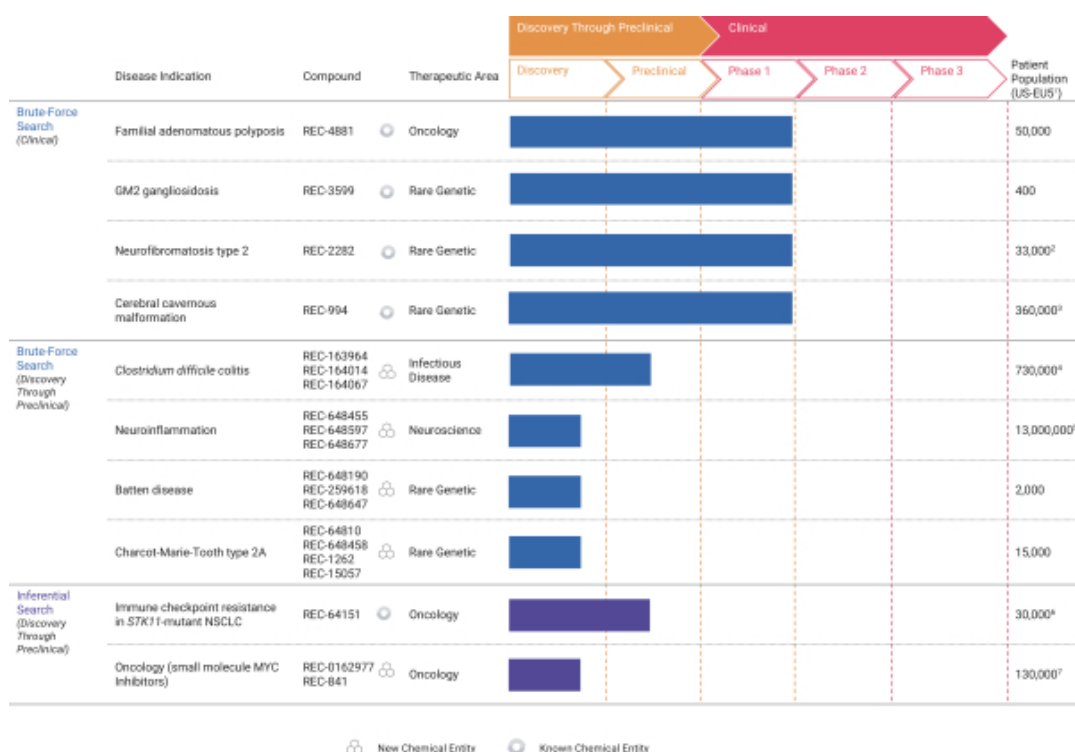 Discovery Through Preclinical Clinical
Disease Indication Compound Therapeutic Area Discovery Preclinical Phase 1 Phase 2 Phase 3 Patient
Population
(US-EU5¹)
Brute-Force
Search
(Clinical)
Familial adenomatous polyposis REC-4881 Oncology 50,000
GM2 gangliosidosis REC-3599 Rare Genetic 400
Neurofibromatosis type 2 REC-2282 Rare Genetic 33,000²
Cerebral cavernous
malformation
REC-994 Rare Genetic 360,000³
Brute-Force
Search
(Discovery
Through
Preclinical)
Clostridium difficile colitis
REC-163964
REC-164014
REC-164067
Infectious
Disease
730,000⁴
Neuroinflammation
REC-648455
REC-648597
REC-648677
Neuroscience 13,000,000⁵
Batten disease
REC-648190
REC-259618
REC-648647
Rare Genetic 2,000
Charcot-Marie-Tooth type 2A
REC-64810
REC-648458
REC-1262
REC-15057
Rare Genetic 15,000
Inferential
Search
(Discovery
Through
Preclinical)
Immune checkpoint resistance
in STK11-mutant NSCLC
REC-64151 Oncology 30,000⁶
Oncology (small molecule MYC
Inhibitors)
REC-0162977
REC-841
Oncology 130,000⁷
New Chemical Entity Known Chemical Entity